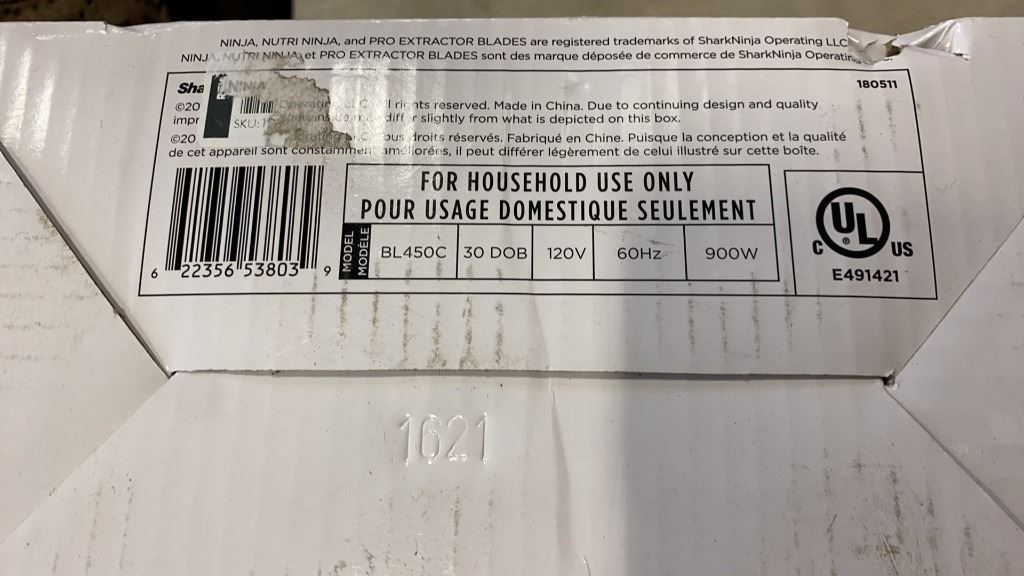 NINJA, NUTRI NINJA, and PRO EXTRACTOR BLADES are registered trademarks of SharkNinja Operating LLC
NINJA, NUTRI NINJA et PRO EXTRACTOR BLADES sont des marque déposée de commerce de SharkNinja Operating
Sha NINJA
180511
©20 rights reserved. Made in China. Due to continuing design and quality
impr differ slightly from what is depicted on this box.
SKU:
©20 droits réservés. Fabriqué en Chine. Puisque la conception et la qualité
de cet appareil sont constamment améliorées, il peut différer légèrement de celui illustré sur cette boîte.
FOR HOUSEHOLD USE ONLY
POUR USAGE DOMESTIQUE SEULEMENT
MODEL
MODÈLE
BL450C 30 DOB 120V 60Hz 900W
6 22356 53803 9
C UL ® US
E491421
1621